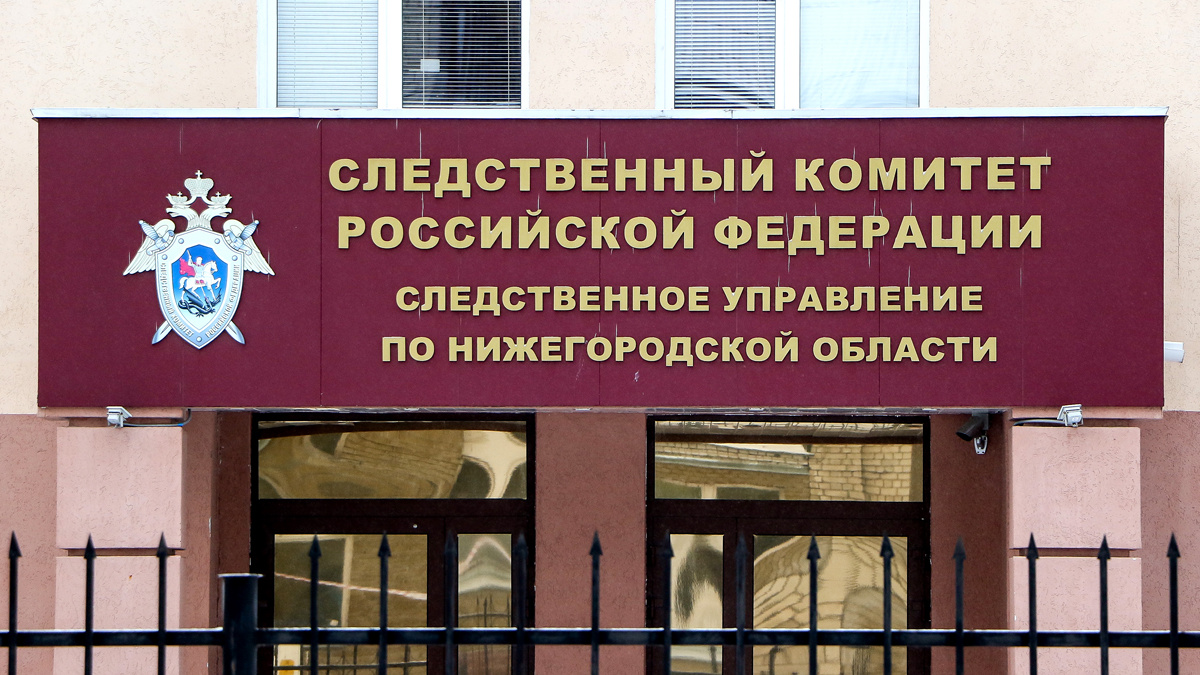 СЛЕДСТВЕННЫЙ КОМИТЕТ
РОССИЙСКОЙ ФЕДЕРАЦИИ
СЛЕДСТВЕННОЕ УПРАВЛЕНИЕ
ПО НИЖЕГОРОДСКОЙ ОБЛАСТИ